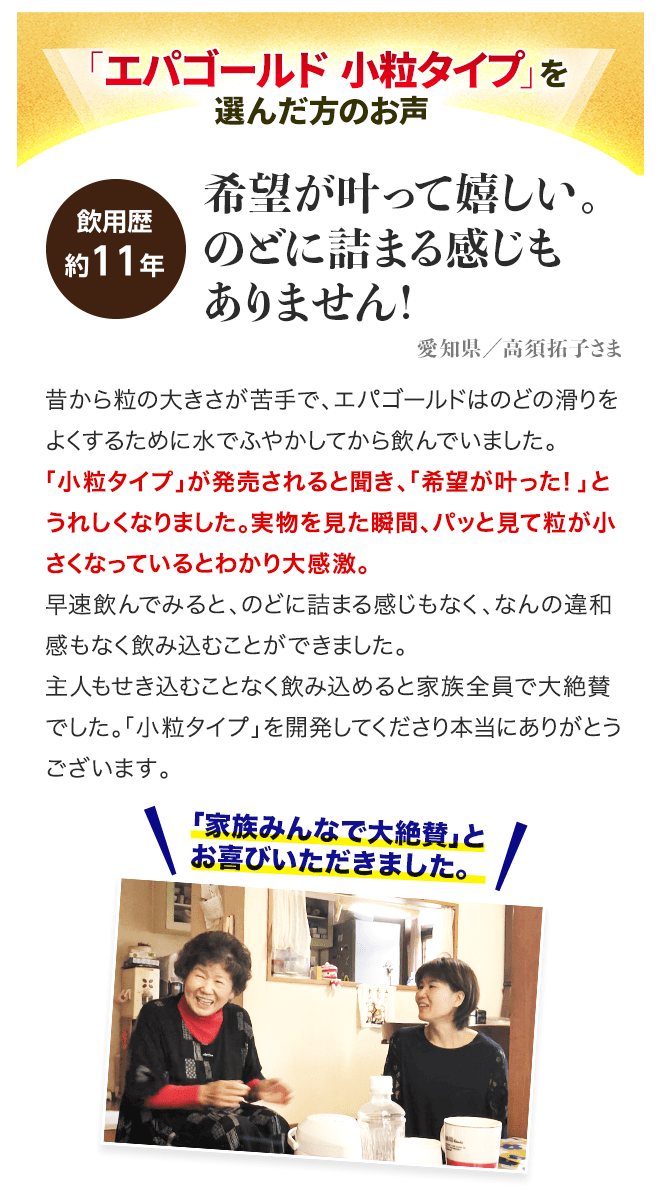 「エパゴールド 小粒タイプ」を
選んだ方のお声
飲用歴
約11年
希望が叶って嬉しい。
のどに詰まる感じも
ありません!
愛知県／高須拓子さま
昔から粒の大きさが苦手で、エパゴールドはのどの滑りを
よくするために水でふやかしてから飲んでいました。
「小粒タイプ」が発売されると聞き、「希望が叶った！」と
うれしくなりました。実物を見た瞬間、パッと見て粒が小
さくなっているとわかり大感激。
早速飲んでみると、のどに詰まる感じもなく、なんの違和
感もなく飲み込むことができました。
主人もせき込むことなく飲み込めると家族全員で大絶賛
でした。「小粒タイプ」を開発してくださり本当にありがとう
ございます。
「家族みんなで大絶賛」と
お喜びいただきました。